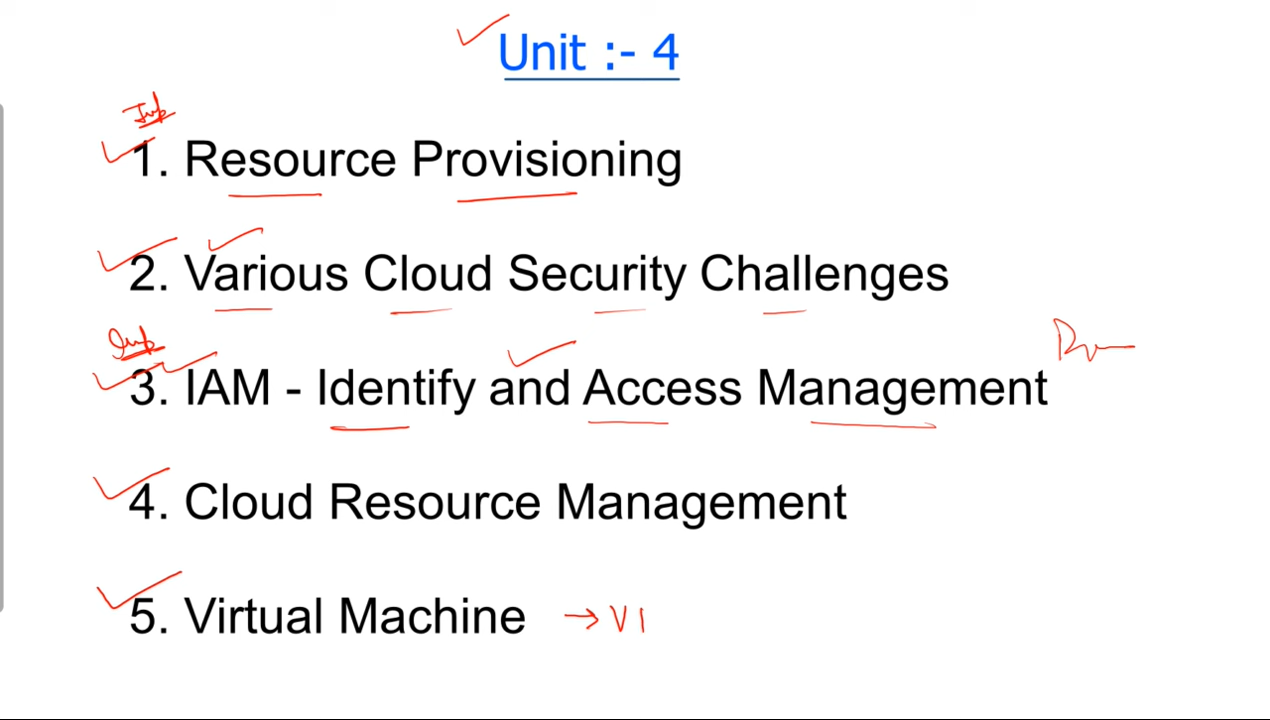 Unit :- 4
Imp
1. Resource Provisioning
2. Various Cloud Security Challenges
Imp
3. IAM - Identify and Access Management
4. Cloud Resource Management
5. Virtual Machine → VI